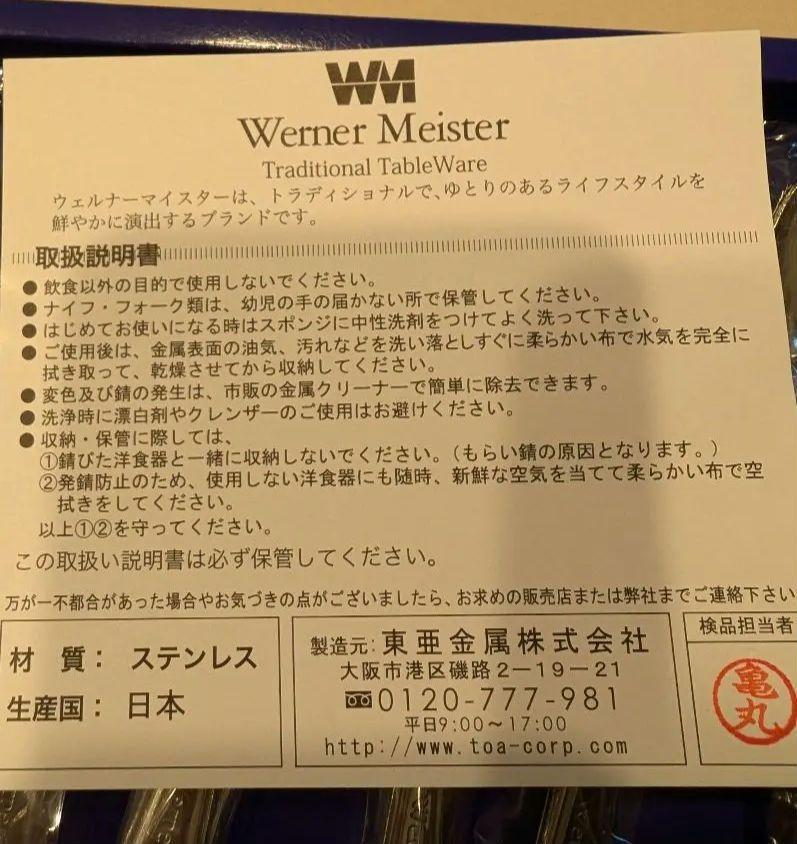 WM
Werner Meister
Traditional TableWare
ウェルナーマイスターは、トラディショナルで、ゆとりのあるライフスタイルを
鮮やかに演出するブランドです。
取扱説明書
● 飲食以外の目的で使用しないでください。
● ナイフ・フォーク類は、幼児の手の届かない所で保管してください。
● はじめてお使いになる時はスポンジに中性洗剤をつけてよく洗って下さい。
● ご使用後は、金属表面の油気、汚れなどを洗い落としすぐに柔らかい布で水気を完全に
拭き取って、乾燥させてから収納してください。
● 変色及び錆の発生は、市販の金属クリーナーで簡単に除去できます。
● 洗浄時に漂白剤やクレンザーのご使用はお避けください。
● 収納・保管に際しては、
①錆びた洋食器と一緒に収納しないでください。（もらい錆の原因となります。）
②発錆防止のため、使用しない洋食器にも随時、新鮮な空気を当てて柔らかい布で空
拭きをしてください。
以上①②を守ってください。
この取扱い説明書は必ず保管してください。
万が一不都合があった場合やお気づきの点がございましたら、お求めの販売店または弊社までご連絡下さい
材 質： ステンレス
生産国： 日本
製造元: 東亜金属株式会社
大阪市港区磯路2－19－21
0120-777-981
平日9:00～17:00
http://www.toa-corp.com
検品担当者
亀丸